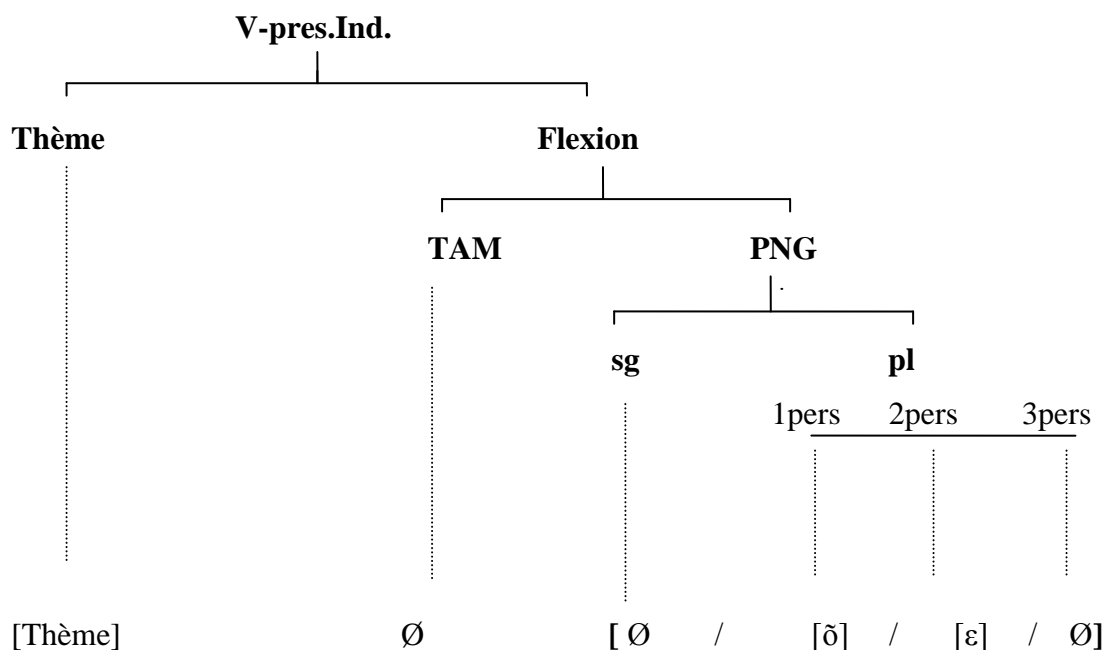 V-pres.Ind.
Thème Flexion
TAM PNG
sg pl
1pers 2pers 3pers
[Thème] Ø [ Ø / [õ] / [ε] / Ø]